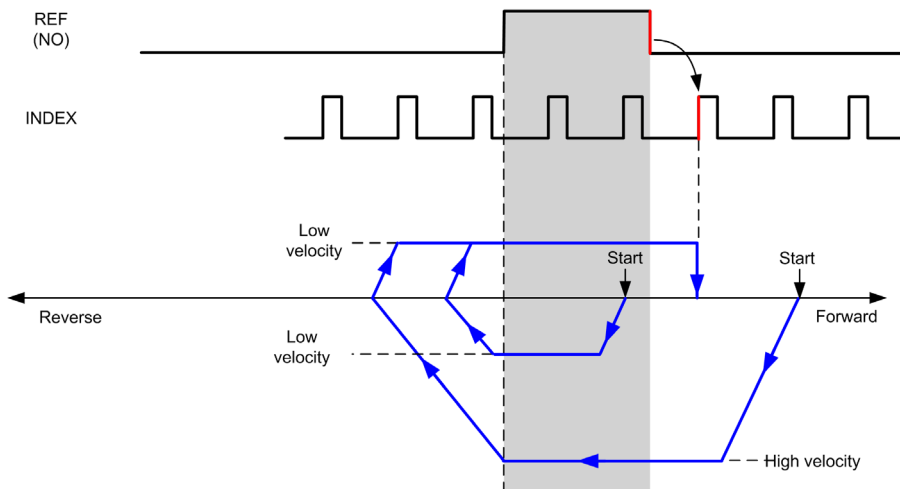 REF
(NO)
INDEX
Low
velocity
Start
Start
Reverse
Forward
Low
velocity
High velocity